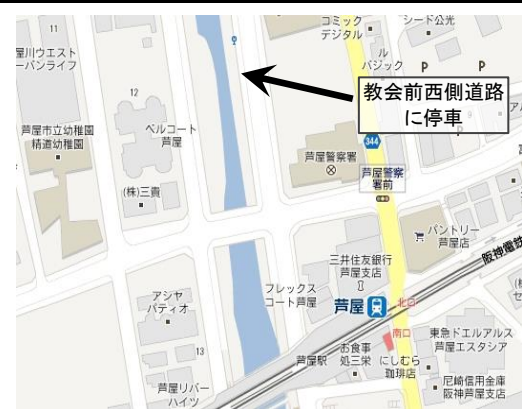 11
コミック
デジタル
シード公光
屋川ウエスト
ーバンライフ
ル
バジック
P
P
教会前西側道路
に停車
12
芦屋市立幼稚園
精道幼稚園
ベルコート
芦屋
344
芦屋警察署
芦屋警察
署前
(株)三貴
パントリー
芦屋店
三井住友銀行
芦屋支店
阪神電鉄
フレックス
コート芦屋
アシヤ
パティオ
芦屋
北口
南口
東急ドエルアルス
芦屋エスタシア
13
芦屋駅
お食事
処三栄
にしむら
珈琲店
芦屋リバー
ハイツ
尼崎信用金庫
阪神芦屋支店